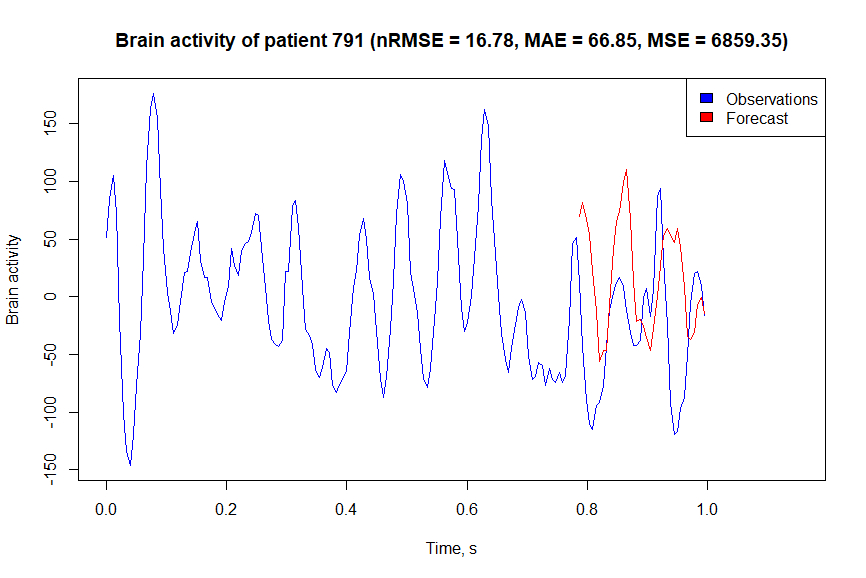 Brain activity of patient 791 (nRMSE = 16.78, MAE = 66.85, MSE = 6859.35)
Observations
Forecast
Brain activity
150
100
50
0
-50
-100
-150
0.0 0.2 0.4 0.6 0.8 1.0
Time, s